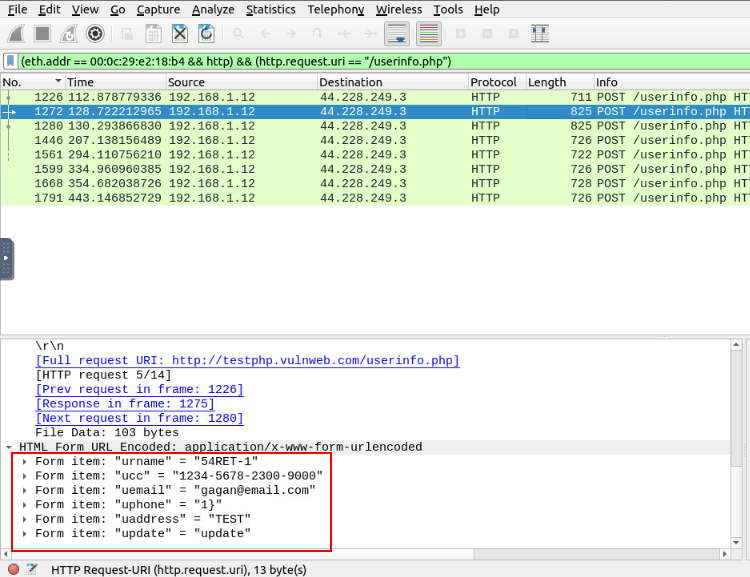 File Edit View Go Capture Analyze Statistics Telephony Wireless Tools Help
(eth.addr == 00:0c:29:e2:18:b4 && http) && (http.request.uri == "/userinfo.php")
No. Time Source Destination Protocol Length Info
1226 112.878779336 192.168.1.12 44.228.249.3 HTTP 711 POST /userinfo.php HT
1272 128.722212965 192.168.1.12 44.228.249.3 HTTP 825 POST /userinfo.php HT
1280 130.293866830 192.168.1.12 44.228.249.3 HTTP 825 POST /userinfo.php HT
1446 207.138156489 192.168.1.12 44.228.249.3 HTTP 726 POST /userinfo.php HT
1561 294.110756210 192.168.1.12 44.228.249.3 HTTP 722 POST /userinfo.php HT
1599 334.960960385 192.168.1.12 44.228.249.3 HTTP 726 POST /userinfo.php HT
1668 354.682038726 192.168.1.12 44.228.249.3 HTTP 728 POST /userinfo.php HT
1791 443.146852729 192.168.1.12 44.228.249.3 HTTP 726 POST /userinfo.php HT
\r\n
[Full request URI: http://testphp.vulnweb.com/userinfo.php]
[HTTP request 5/14]
[Prev request in frame: 1226]
[Response in frame: 1275]
[Next request in frame: 1280]
File Data: 103 bytes
HTML Form URL Encoded: application/x-www-form-urlencoded
Form item: "urname" = "54RET-1"
Form item: "ucc" = "1234-5678-2300-9000"
Form item: "uemail" = "gagan@email.com"
Form item: "uphone" = "1}"
Form item: "uaddress" = "TEST"
Form item: "update" = "update"
HTTP Request-URI (http.request.uri), 13 byte(s)